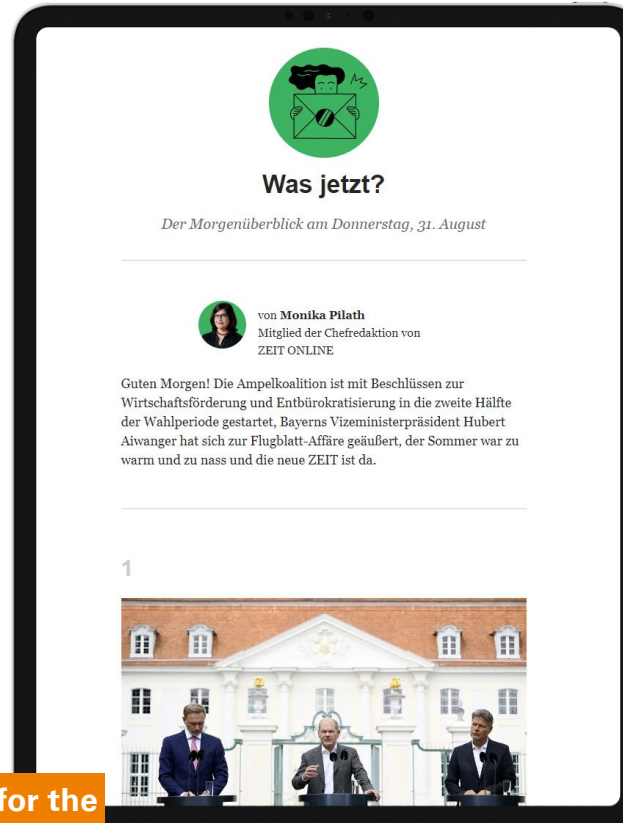 Was jetzt?
Der Morgenüberblick am Donnerstag, 31. August
von Monika Pilath
Mitglied der Chefredaktion von
ZEIT ONLINE
Guten Morgen! Die Ampelkoalition ist mit Beschlüssen zur
Wirtschaftsförderung und Entbürokratisierung in die zweite Hälfte
der Wahlperiode gestartet, Bayerns Vizeministerpräsident Hubert
Aiwanger hat sich zur Flugblatt-Affäre geäußert, der Sommer war zu
warm und zu nass und die neue ZEIT ist da.
1
for the